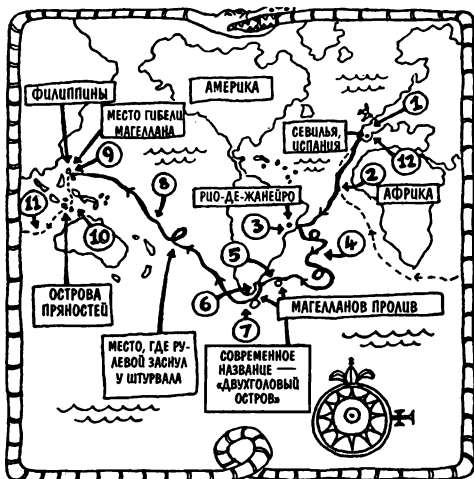 ФИЛИППИНЫ
АМЕРИКА
МЕСТО ГИБЕЛИ
МАГЕЛЛАНА
СЕВИЛЬЯ,
ИСПАНИЯ
1
12
2
9
8
РИО-ДЕ-ЖАНЕЙРО
АФРИКА
11
3
4
10
5
ОСТРОВА
ПРЯНОСТЕЙ
6
7
МАГЕЛЛАНОВ ПРОЛИВ
МЕСТО, ГДЕ РУ-
ЛЕВОЙ ЗАСНУЛ
У ШТУРВАЛА
СОВРЕМЕННОЕ
НАЗВАНИЕ —
«ДВУХГОЛОВЫЙ
ОСТРОВ»